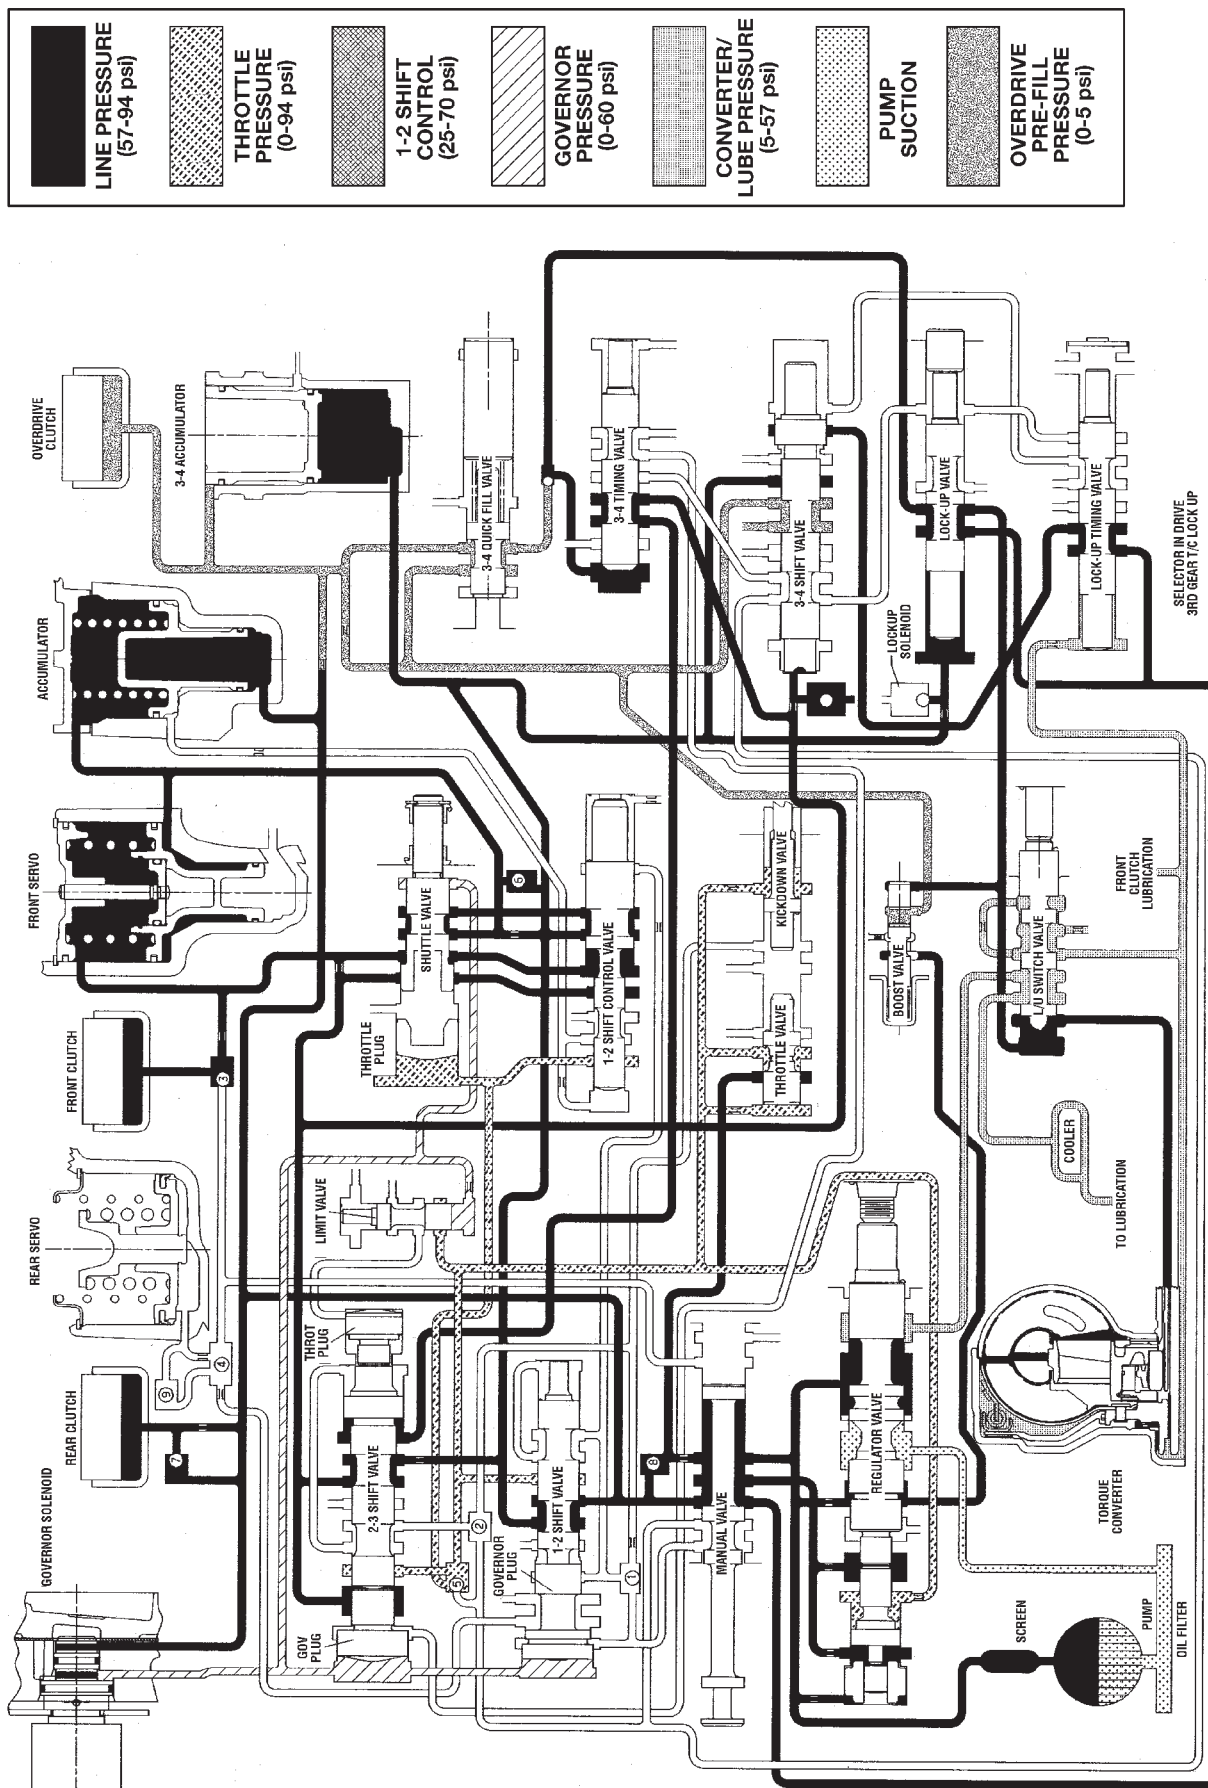 LINE PRESSURE
(57-94 psi)
THROTTLE
PRESSURE
(0-94 psi)
1-2 SHIFT
CONTROL
(25-70 psi)
GOVERNOR
PRESSURE
(0-60 psi)
CONVERTER/
LUBE PRESSURE
(5-57 psi)
PUMP
SUCTION
OVERDRIVE
PRE-FILL
PRESSURE
(0-5 psi)
GOVERNOR SOLENOID
REAR CLUTCH
REAR SERVO
FRONT CLUTCH
FRONT SERVO
ACCUMULATOR
OVERDRIVE
CLUTCH
3-4 ACCUMULATOR
7
9
4
3
GOV
PLUG
2-3 SHIFT VALVE
THROT
PLUG
LIMIT VALVE
THROTTLE
PLUG
SHUTTLE VALVE
3-4 QUICK FILL VALVE
5
2
6
GOVERNOR
PLUG
1-2 SHIFT VALVE
1-2 SHIFT CONTROL VALVE
3-4 TIMING VALVE
1
8
MANUAL VALVE
THROTTLE VALVE
KICKDOWN VALVE
3-4 SHIFT VALVE
REGULATOR VALVE
BOOST VALVE
LOCKUP
SOLENOID
LOCK-UP VALVE
SCREEN
L/U SWITCH VALVE
COOLER
LOCK-UP TIMING VALVE
TORQUE
CONVERTER
TO LUBRICATION
FRONT
CLUTCH
LUBRICATION
PUMP
OIL FILTER
SELECTOR IN DRIVE
3RD GEAR T/C LOCK UP